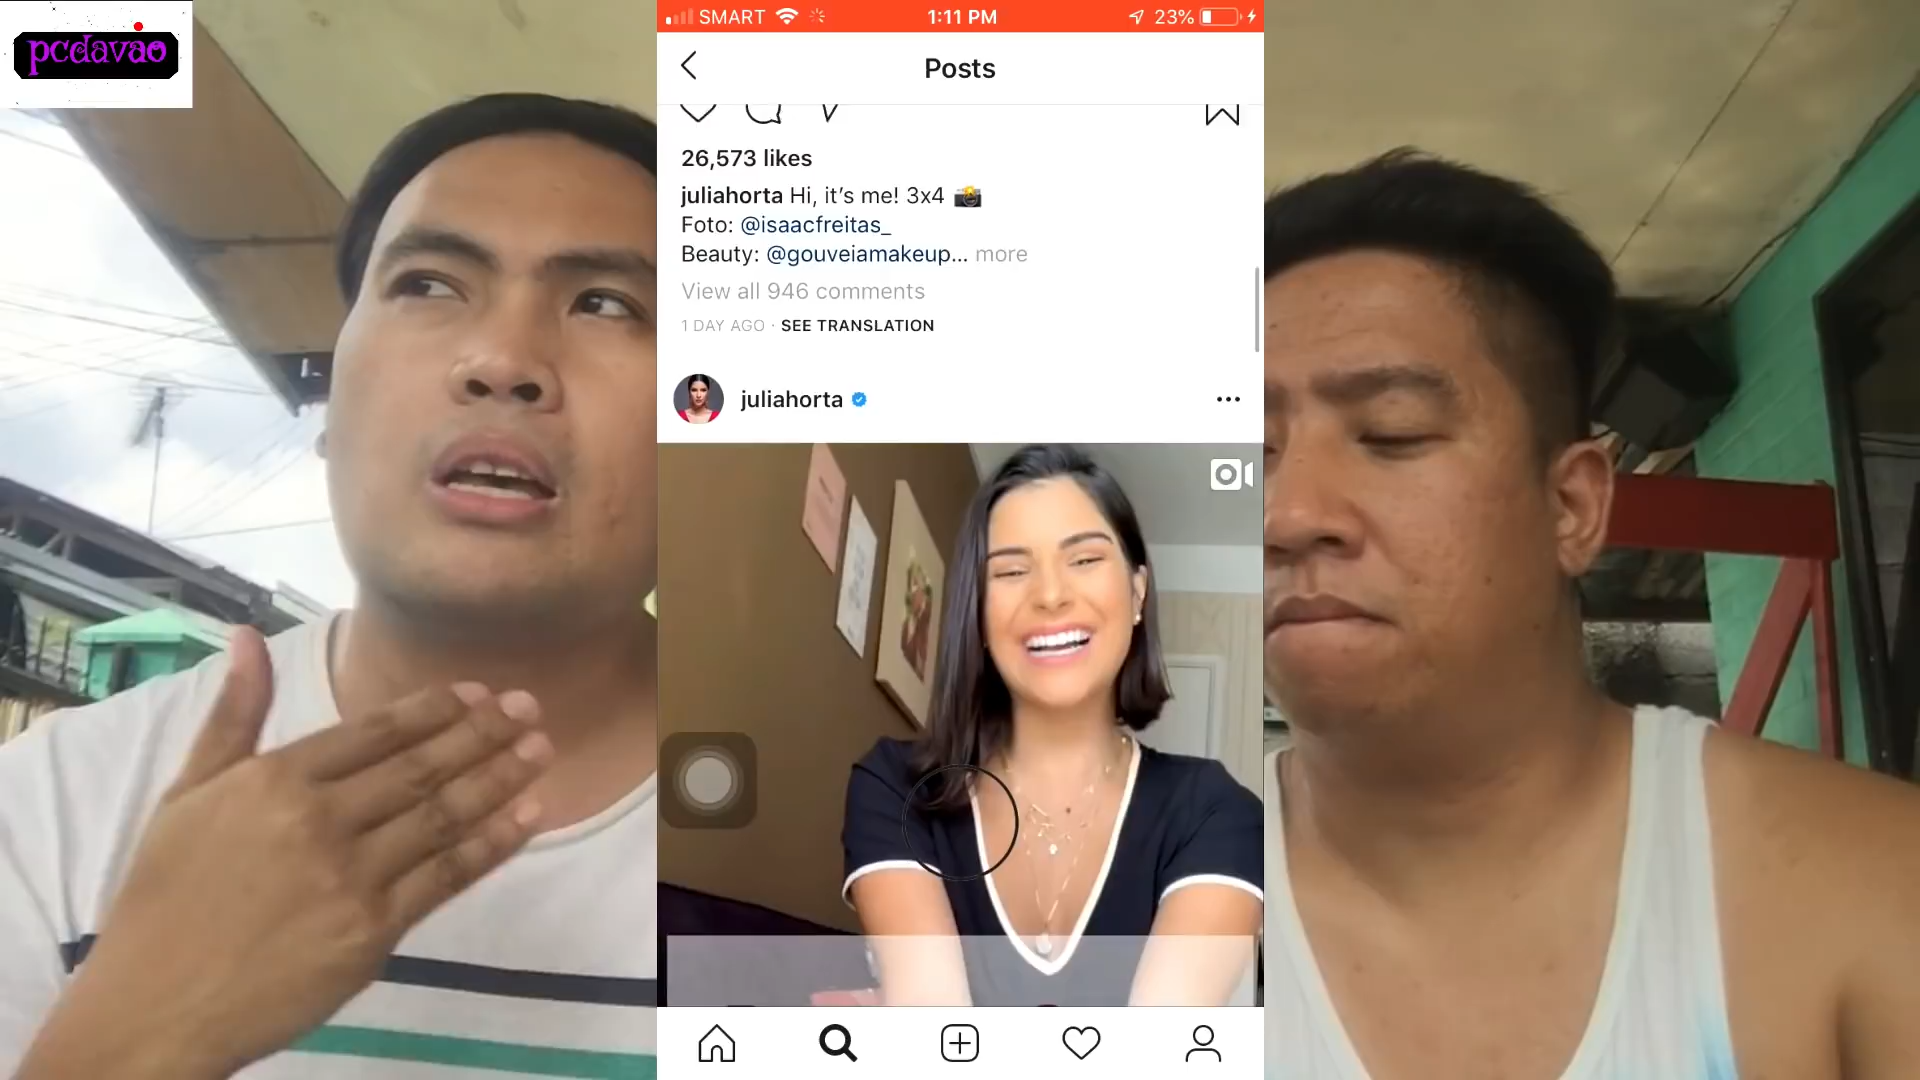 pcdavao
SMART 1:11 PM 23%
Posts
26,573 likes
juliahorta Hi, it's me! 3x4 📸
Foto: @isaacfreitas_
Beauty: @gouveiamakeup... more
View all 946 comments
1 DAY AGO · SEE TRANSLATION
juliahorta